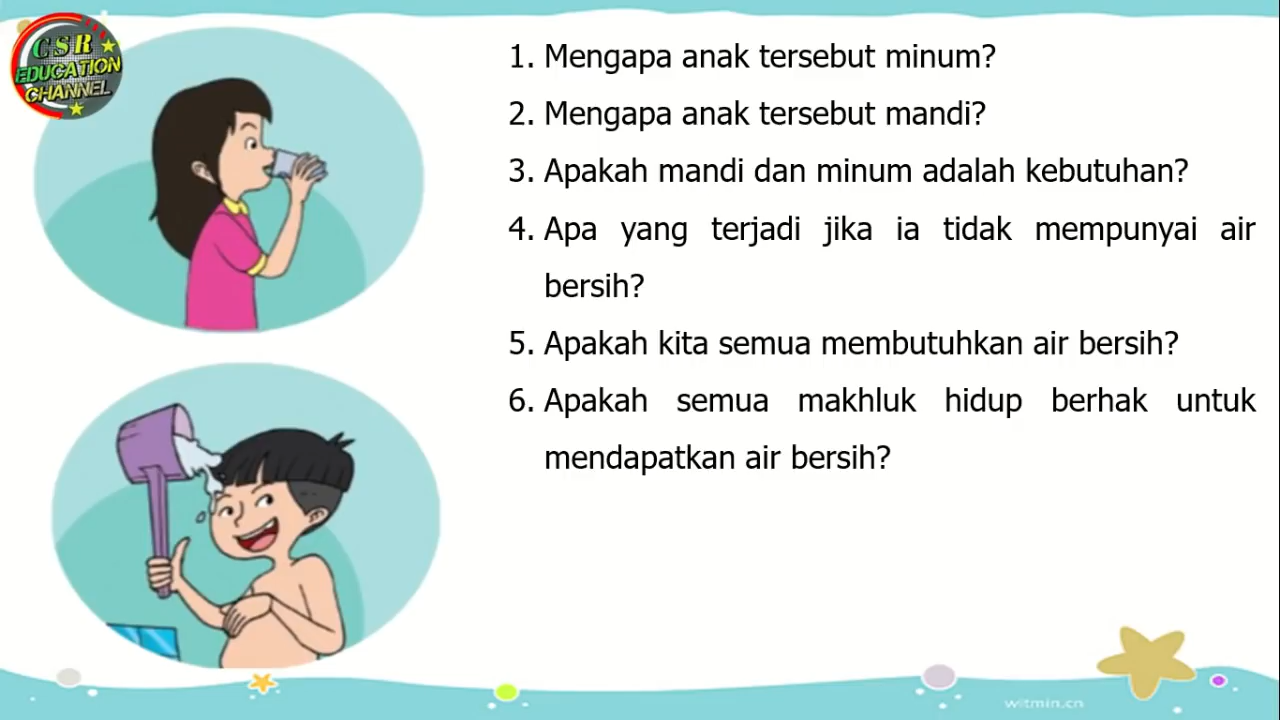 CSR
EDUCATION
CHANNEL
1. Mengapa anak tersebut minum?
2. Mengapa anak tersebut mandi?
3. Apakah mandi dan minum adalah kebutuhan?
4. Apa yang terjadi jika ia tidak mempunyai air
bersih?
5. Apakah kita semua membutuhkan air bersih?
6. Apakah semua makhluk hidup berhak untuk
mendapatkan air bersih?
witmin.cn